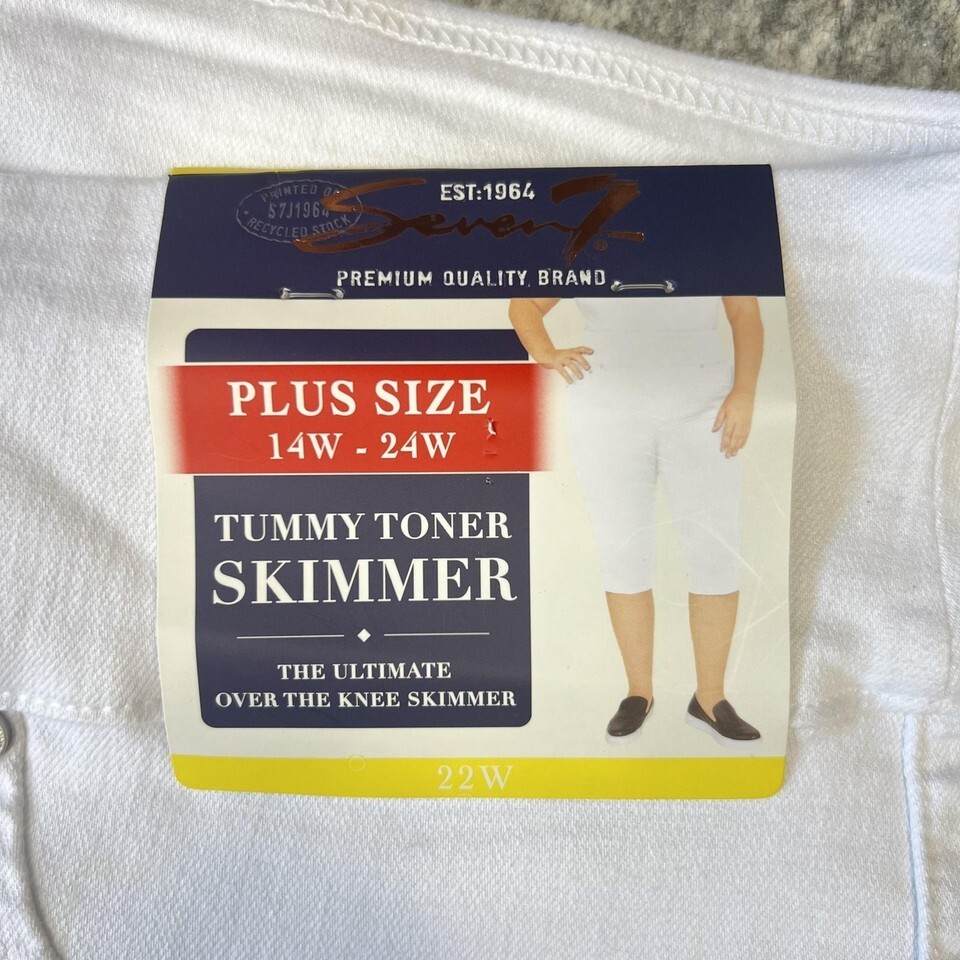 EST:1964
PRINTED ON
S7J1964
RECYCLED STOCK
Seven7®
PREMIUM QUALITY BRAND
PLUS SIZE
14W - 24W
TUMMY TONER
SKIMMER
THE ULTIMATE
OVER THE KNEE SKIMMER
22W